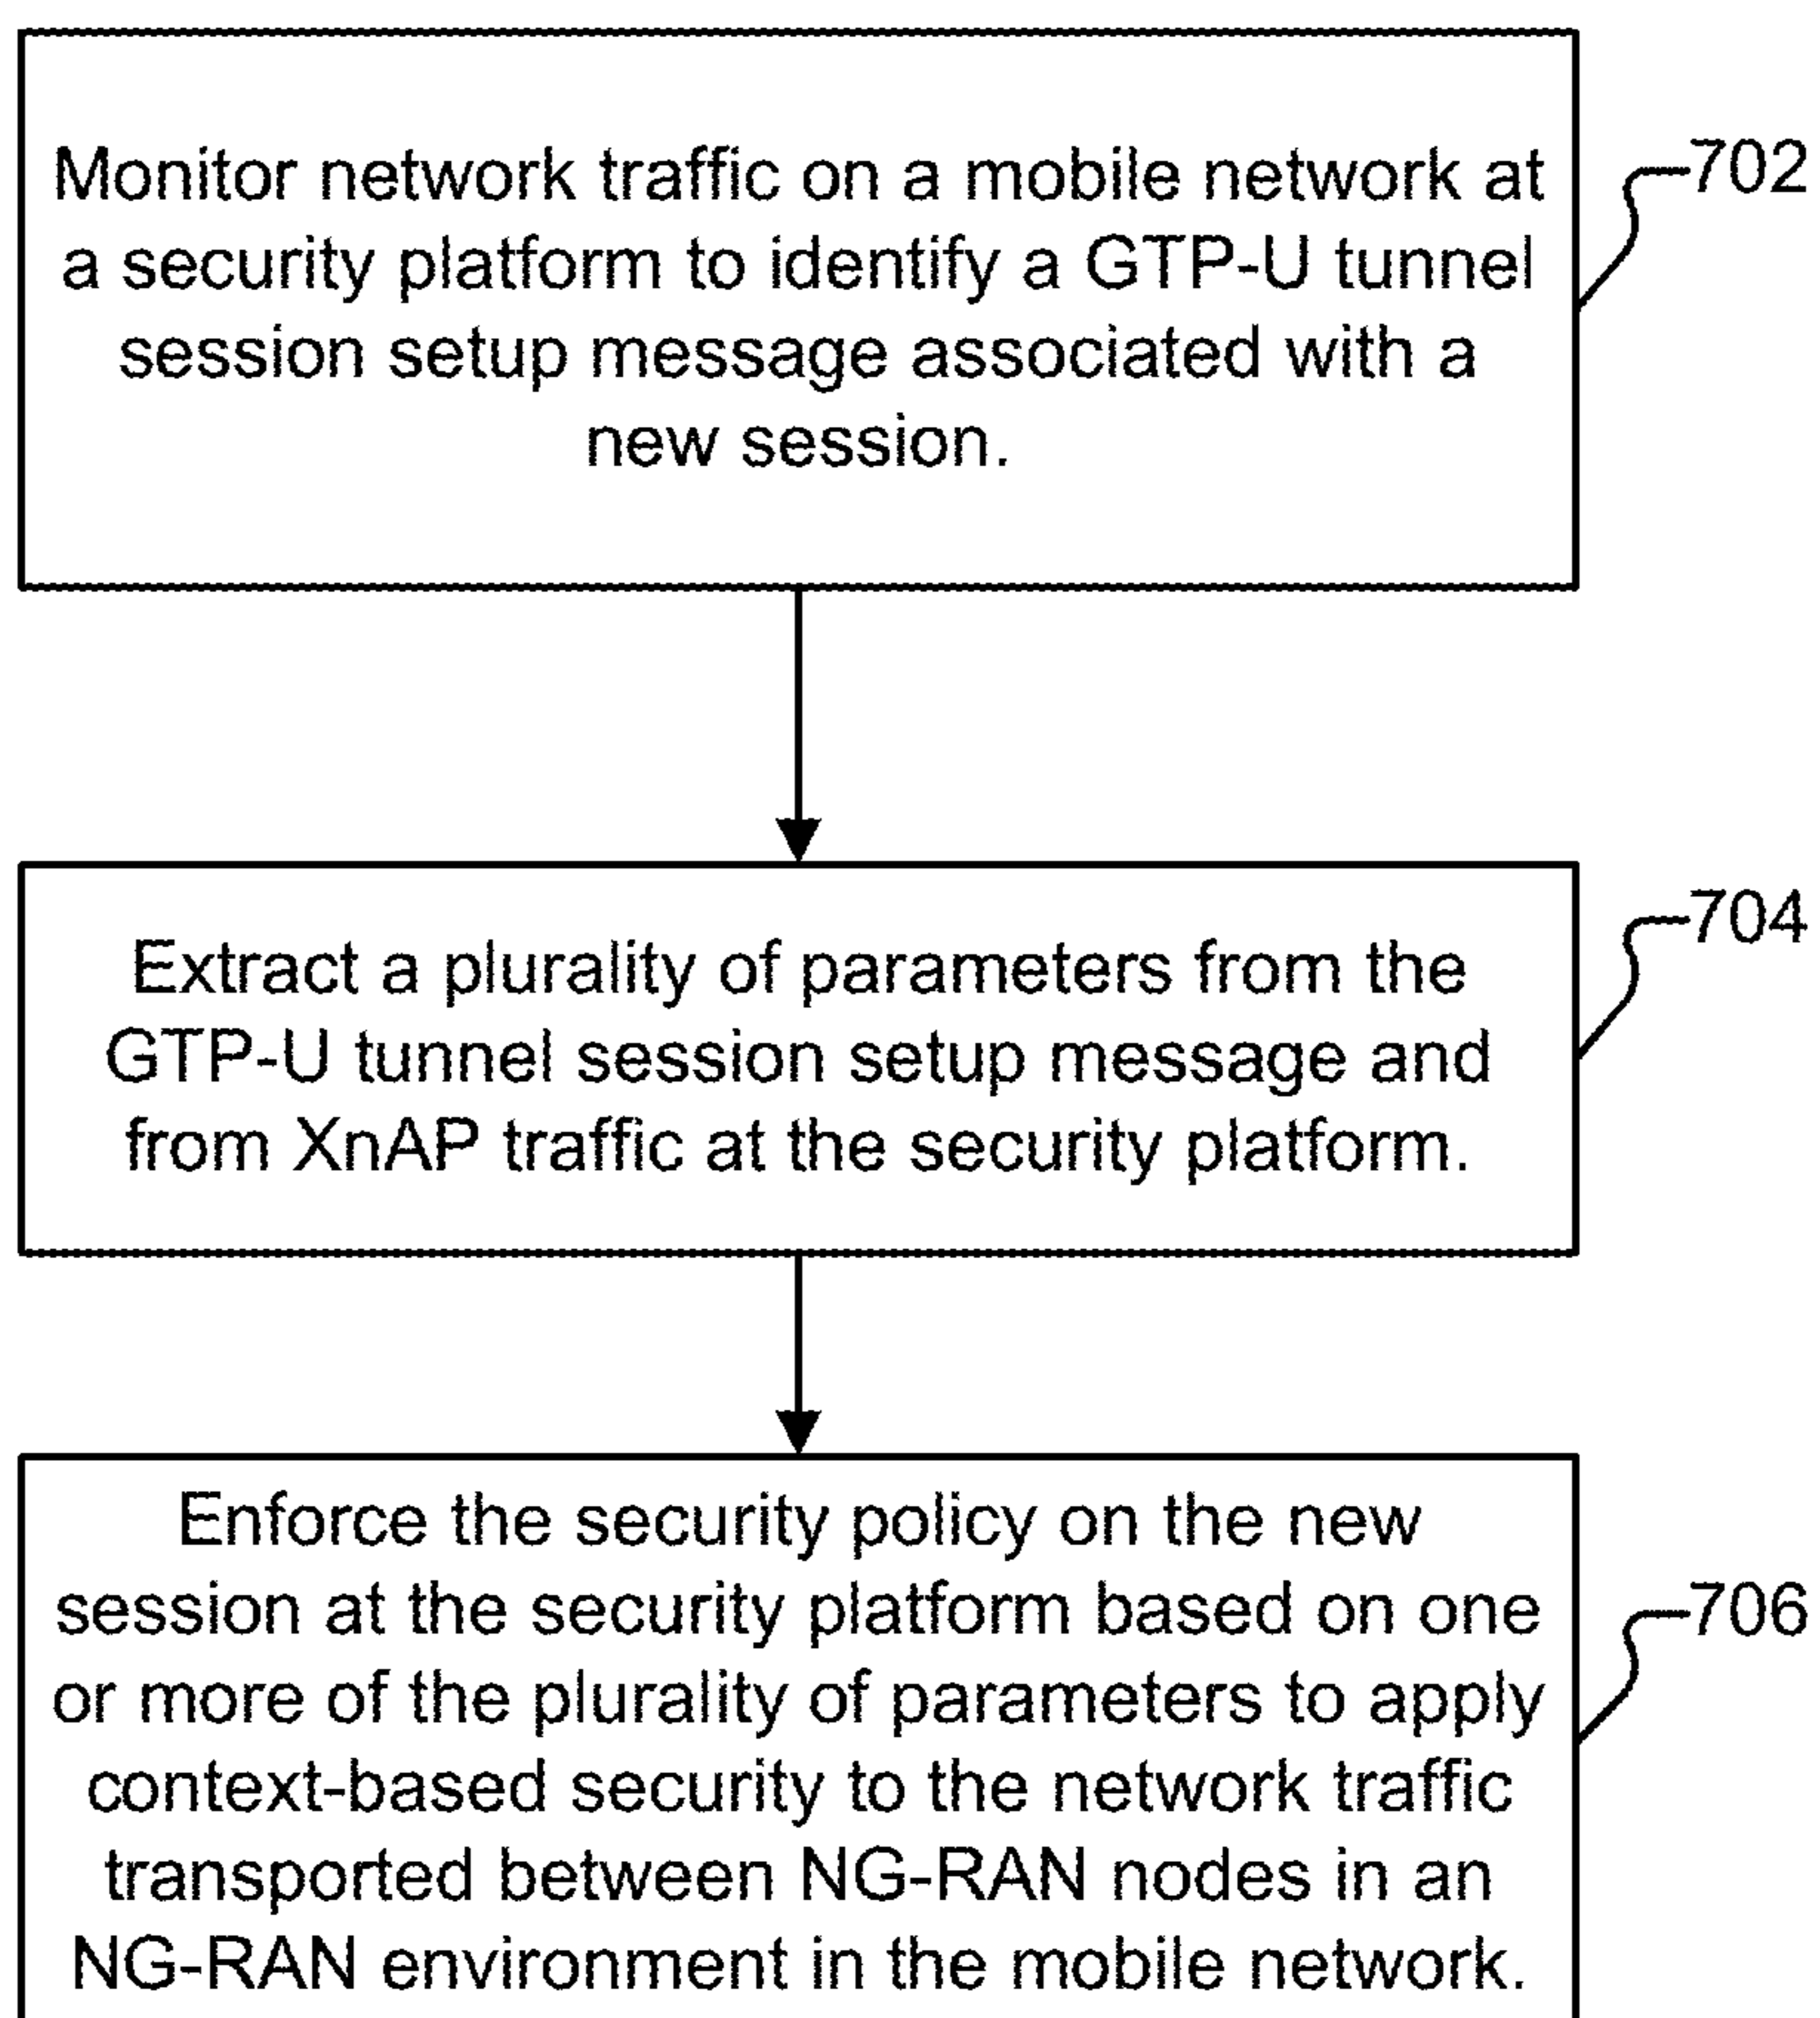 Monitor network traffic on a mobile network at
a security platform to identify a GTP-U tunnel
session setup message associated with a
new session.
702
Extract a plurality of parameters from the
GTP-U tunnel session setup message and
from XnAP traffic at the security platform.
704
Enforce the security policy on the new
session at the security platform based on one
or more of the plurality of parameters to apply
context-based security to the network traffic
transported between NG-RAN nodes in an
NG-RAN environment in the mobile network.
706